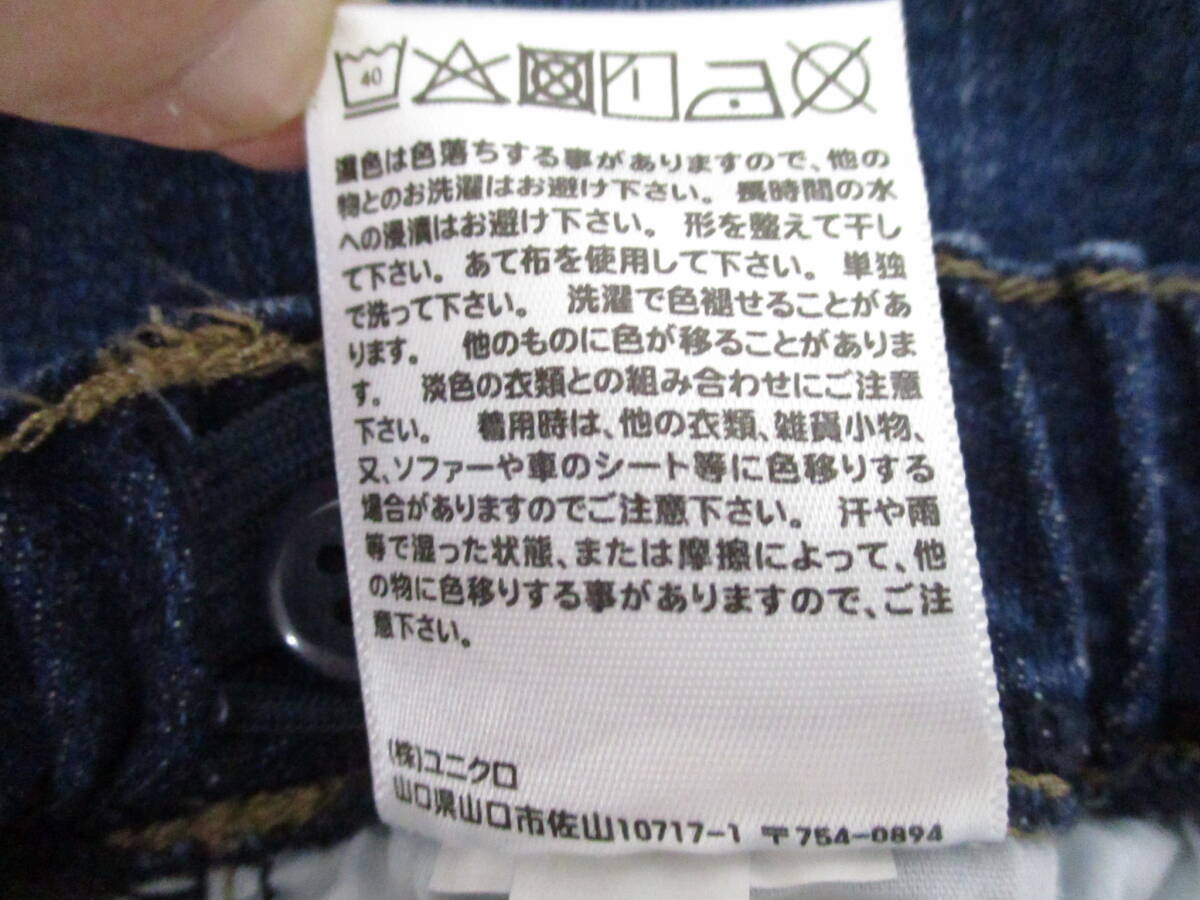 40
濃色は色落ちする事がありますので、他の
物とのお洗濯はお避け下さい。長時間の水
への浸漬はお避け下さい。 形を整えて干し
て下さい。あて布を使用して下さい。 単独
で洗って下さい。 洗濯で色褪せることがあ
ります。 他のものに色が移ることがありま
す。 淡色の衣類との組み合わせにご注意
下さい。 着用時は、他の衣類、雑貨小物、
又、ソファーや車のシート等に色移りする
場合がありますのでご注意下さい。 汗や雨
等で湿った状態、または摩擦によって、他
の物に色移りする事がありますので、ご注
意下さい。
(株)ユニクロ
山口県山口市佐山10717-1 〒754-0894